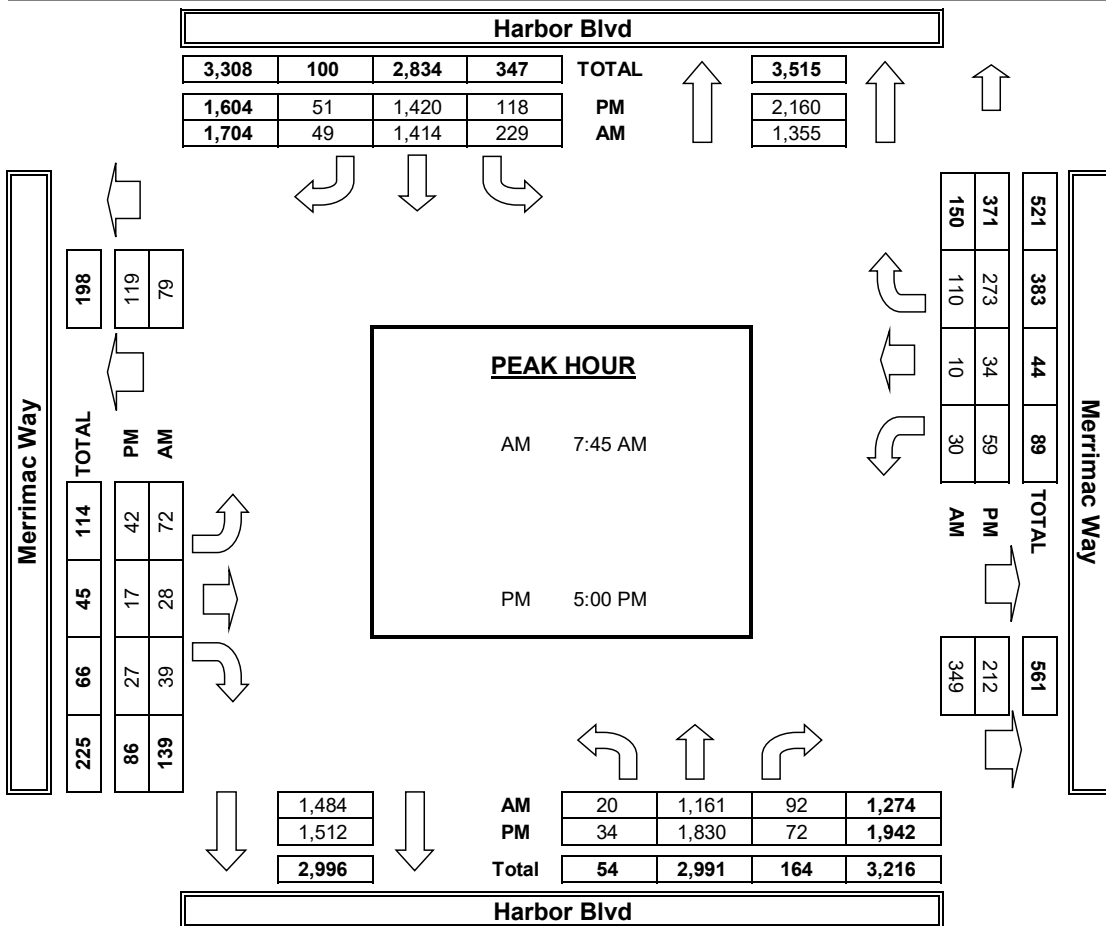 Harbor Blvd
3,308 100 2,834 347 TOTAL 3,515
1,604 51 1,420 118 PM 2,160
1,704 49 1,414 229 AM 1,355
Merrimac Way
198
119
79
TOTAL
PM
AM
114 45 66 225
42 17 27 86
72 28 39 139
PEAK HOUR
AM 7:45 AM
PM 5:00 PM
521 383 44 89 TOTAL
371 273 34 59 PM
150 110 10 30 AM
561
212
349
Merrimac Way
1,484 AM 20 1,161 92 1,274
1,512 PM 34 1,830 72 1,942
2,996 Total 54 2,991 164 3,216
Harbor Blvd